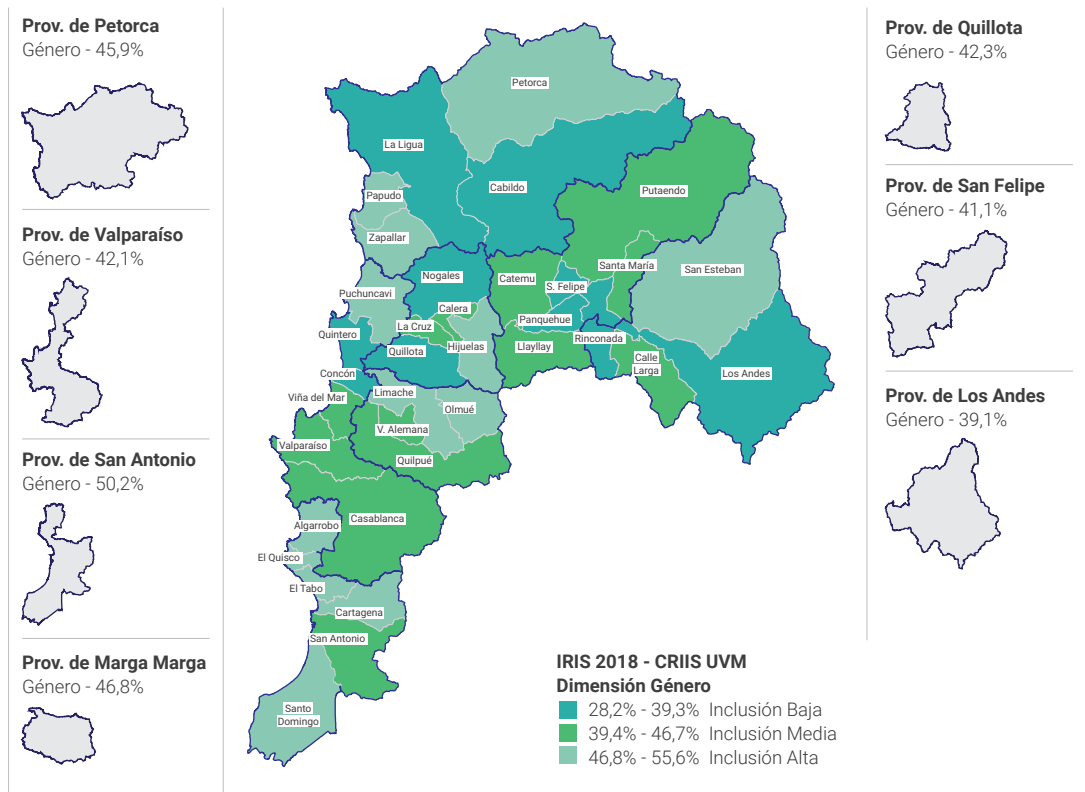 Prov. de Petorca
Género - 45,9%
Prov. de Valparaíso
Género - 42,1%
Prov. de San Antonio
Género - 50,2%
Prov. de Marga Marga
Género - 46,8%
Petorca
La Ligua
Cabildo
Putaendo
Papudo
Zapallar
Santa María
San Esteban
Nogales
Catemu
S. Felipe
Puchuncavi
Calera
La Cruz
Panquehue
Quintero
Hijuelas
Rinconada
Quillota
Llayllay
Calle
Larga
Los Andes
Concón
Limache
Viña del Mar
Olmué
V. Alemana
Valparaíso
Quilpué
Casablanca
Algarrobo
El Quisco
El Tabo
Cartagena
San Antonio
Santo
Domingo
IRIS 2018 - CRIIS UVM
Dimensión Género
28,2% - 39,3% Inclusión Baja
39,4% - 46,7% Inclusión Media
46,8% - 55,6% Inclusión Alta
Prov. de Quillota
Género - 42,3%
Prov. de San Felipe
Género - 41,1%
Prov. de Los Andes
Género - 39,1%